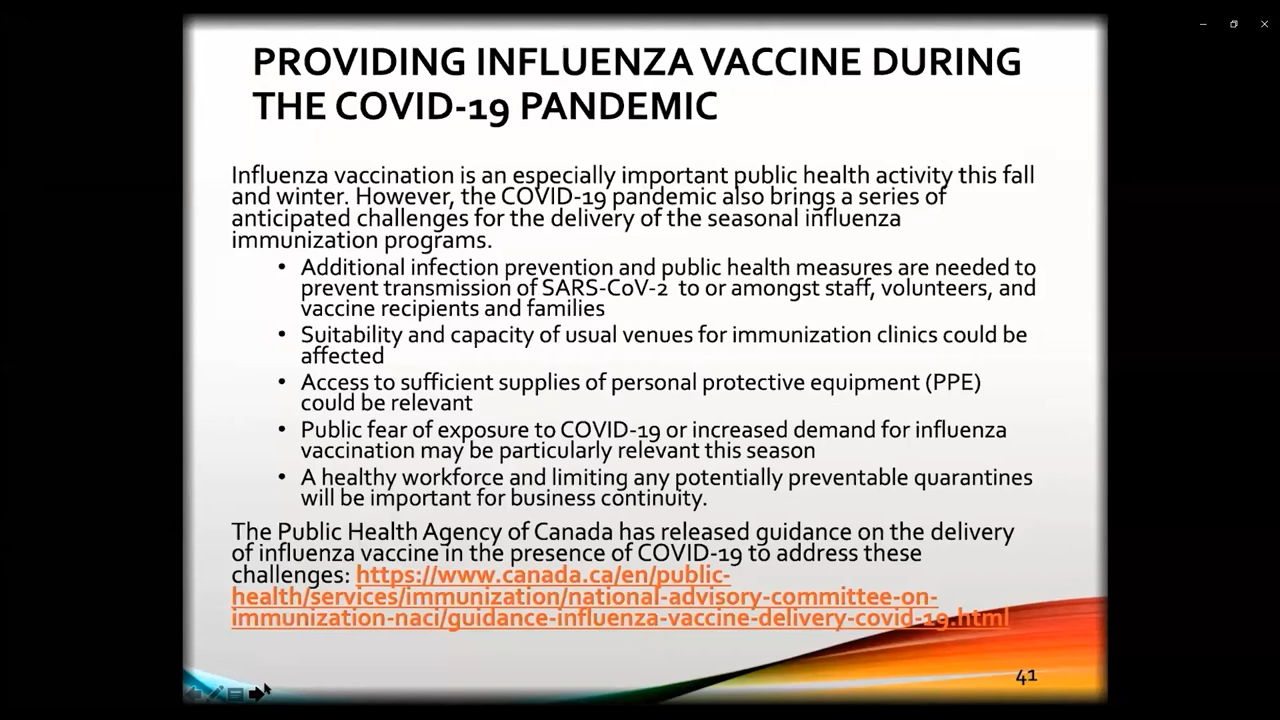 PROVIDING INFLUENZA VACCINE DURING
THE COVID-19 PANDEMIC
Influenza vaccination is an especially important public health activity this fall
and winter. However, the COVID-19 pandemic also brings a series of
anticipated challenges for the delivery of the seasonal influenza
immunization programs.
• Additional infection prevention and public health measures are needed to
prevent transmission of SARS-CoV-2 to or amongst staff, volunteers, and
vaccine recipients and families
• Suitability and capacity of usual venues for immunization clinics could be
affected
• Access to sufficient supplies of personal protective equipment (PPE)
could be relevant
• Public fear of exposure to COVID-19 or increased demand for influenza
vaccination may be particularly relevant this season
• A healthy workforce and limiting any potentially preventable quarantines
will be important for business continuity.
The Public Health Agency of Canada has released guidance on the delivery
of influenza vaccine in the presence of COVID-19 to address these
challenges: https://www.canada.ca/en/public-
health/services/immunization/national-advisory-committee-on-
immunization-naci/guidance-influenza-vaccine-delivery-covid-19.html
41